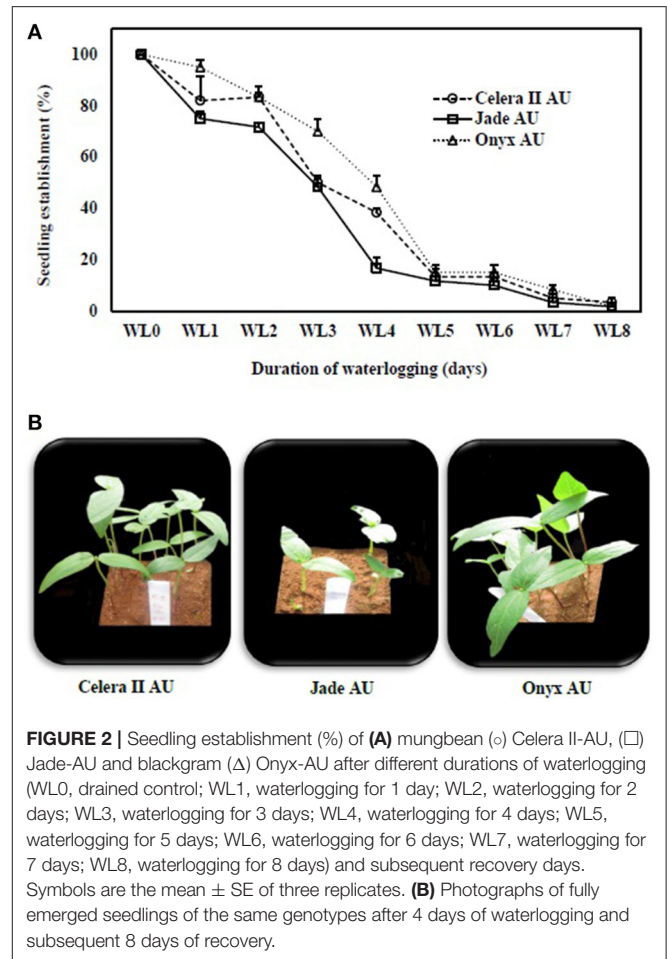 A
100
80
60
40
20
0
Seedling establishment (%)
Celera II AU
Jade AU
Onyx AU
WL0 WL1 WL2 WL3 WL4 WL5 WL6 WL7 WL8
Duration of waterlogging (days)
B
Celera II AU Jade AU Onyx AU
FIGURE 2 | Seedling establishment (%) of (A) mungbean (○) Celera II-AU, (□)
Jade-AU and blackgram (Δ) Onyx-AU after different durations of waterlogging
(WL0, drained control; WL1, waterlogging for 1 day; WL2, waterlogging for 2
days; WL3, waterlogging for 3 days; WL4, waterlogging for 4 days; WL5,
waterlogging for 5 days; WL6, waterlogging for 6 days; WL7, waterlogging for
7 days; WL8, waterlogging for 8 days) and subsequent recovery days.
Symbols are the mean ± SE of three replicates. (B) Photographs of fully
emerged seedlings of the same genotypes after 4 days of waterlogging and
subsequent 8 days of recovery.